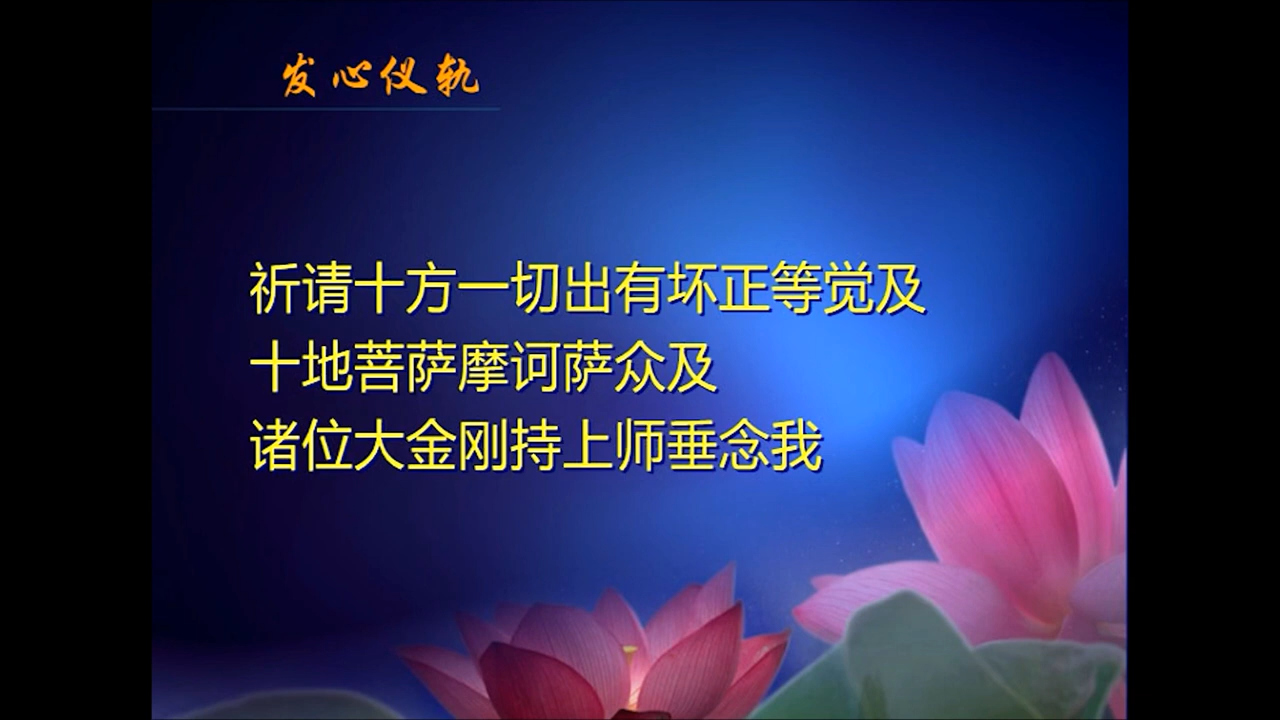 发心仪轨
祈请十方一切出有坏正等觉及
十地菩萨摩诃萨众及
诸位大金刚持上师垂念我